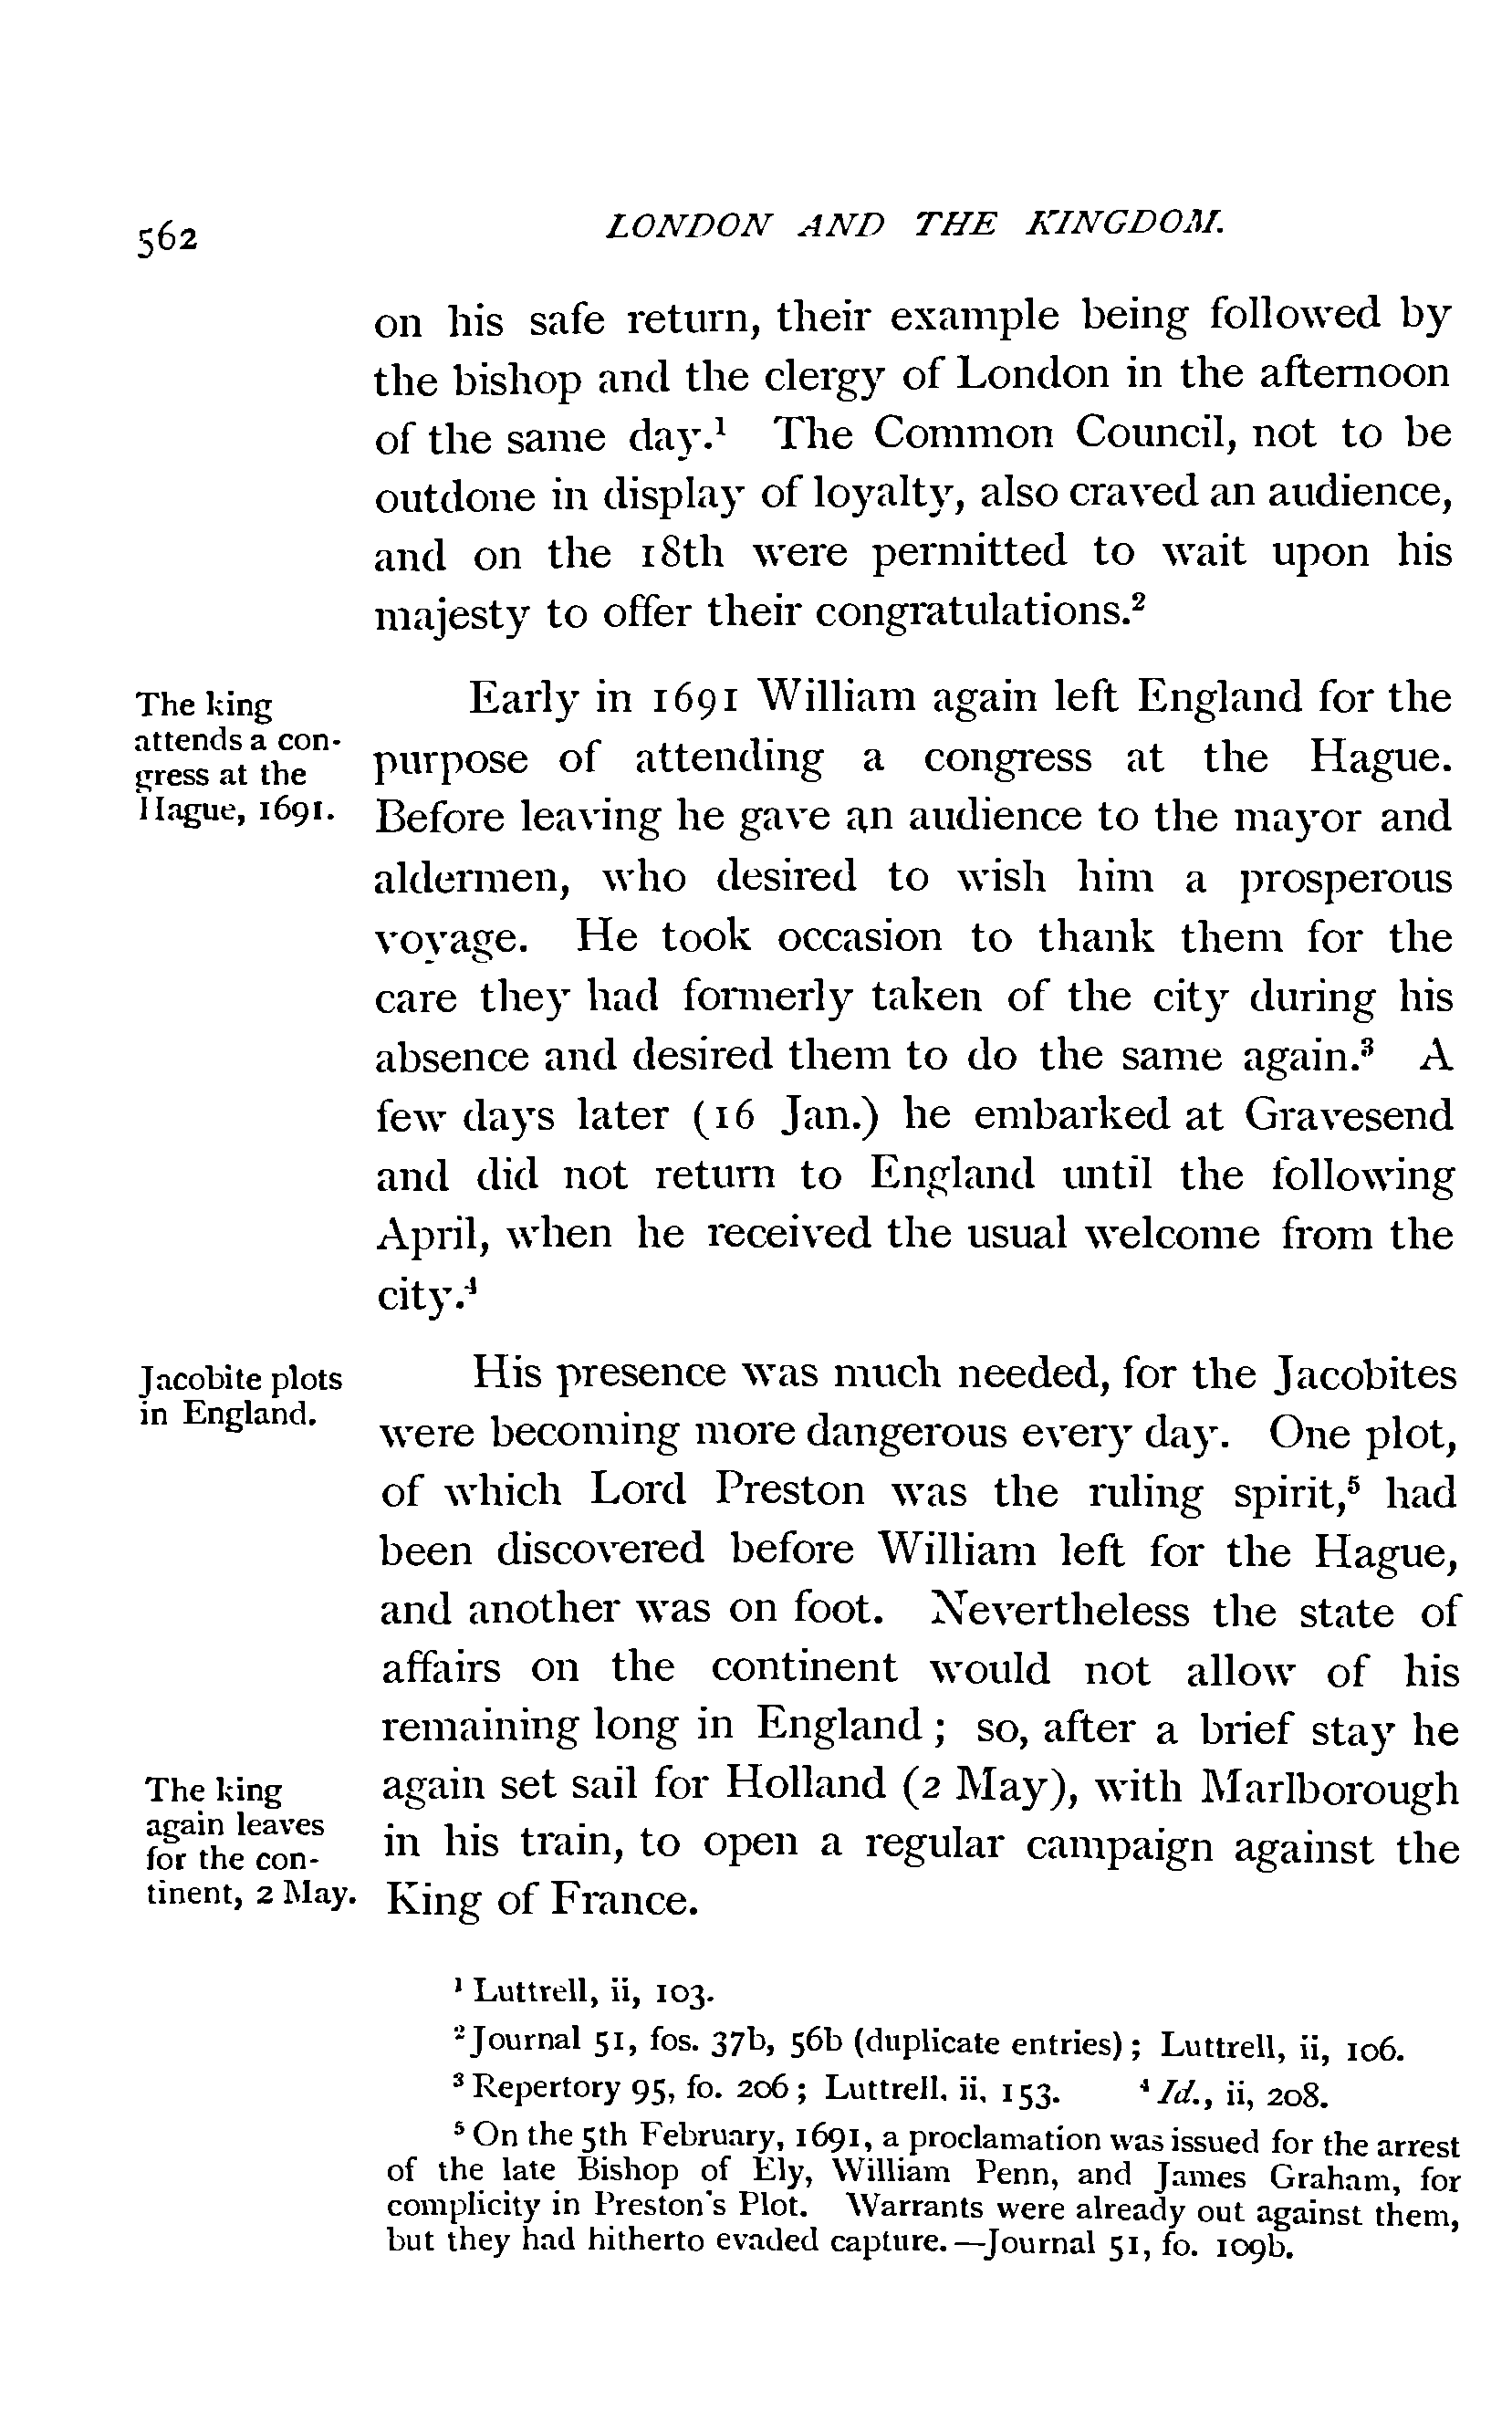 562
LONDON AND THE KINGDOM.
on his safe return, their example being followed by
the bishop and the clergy of London in the afternoon
of the same day.¹ The Common Council, not to be
outdone in display of loyalty, also craved an audience,
and on the 18th were permitted to wait upon his
majesty to offer their congratulations.²
The king
attends a con-
gress at the
Hague, 1691.
Early in 1691 William again left England for the
purpose of attending a congress at the Hague.
Before leaving he gave an audience to the mayor and
aldermen, who desired to wish him a prosperous
voyage. He took occasion to thank them for the
care they had formerly taken of the city during his
absence and desired them to do the same again.³ A
few days later (16 Jan.) he embarked at Gravesend
and did not return to England until the following
April, when he received the usual welcome from the
city.⁴
Jacobite plots
in England.
His presence was much needed, for the Jacobites
were becoming more dangerous every day. One plot,
of which Lord Preston was the ruling spirit,⁵ had
been discovered before William left for the Hague,
and another was on foot. Nevertheless the state of
affairs on the continent would not allow of his
remaining long in England; so, after a brief stay he
The king
again leaves
for the con-
tinent, 2 May.
again set sail for Holland (2 May), with Marlborough
in his train, to open a regular campaign against the
King of France.
¹ Luttrell, ii, 103.
² Journal 51, fos. 37b, 56b (duplicate entries); Luttrell, ii, 106.
³ Repertory 95, fo. 206; Luttrell, ii, 153. ⁴ Id., ii, 208.
⁵ On the 5th February, 1691, a proclamation was issued for the arrest
of the late Bishop of Ely, William Penn, and James Graham, for
complicity in Preston's Plot. Warrants were already out against them,
but they had hitherto evaded capture.—Journal 51, fo. 109b.